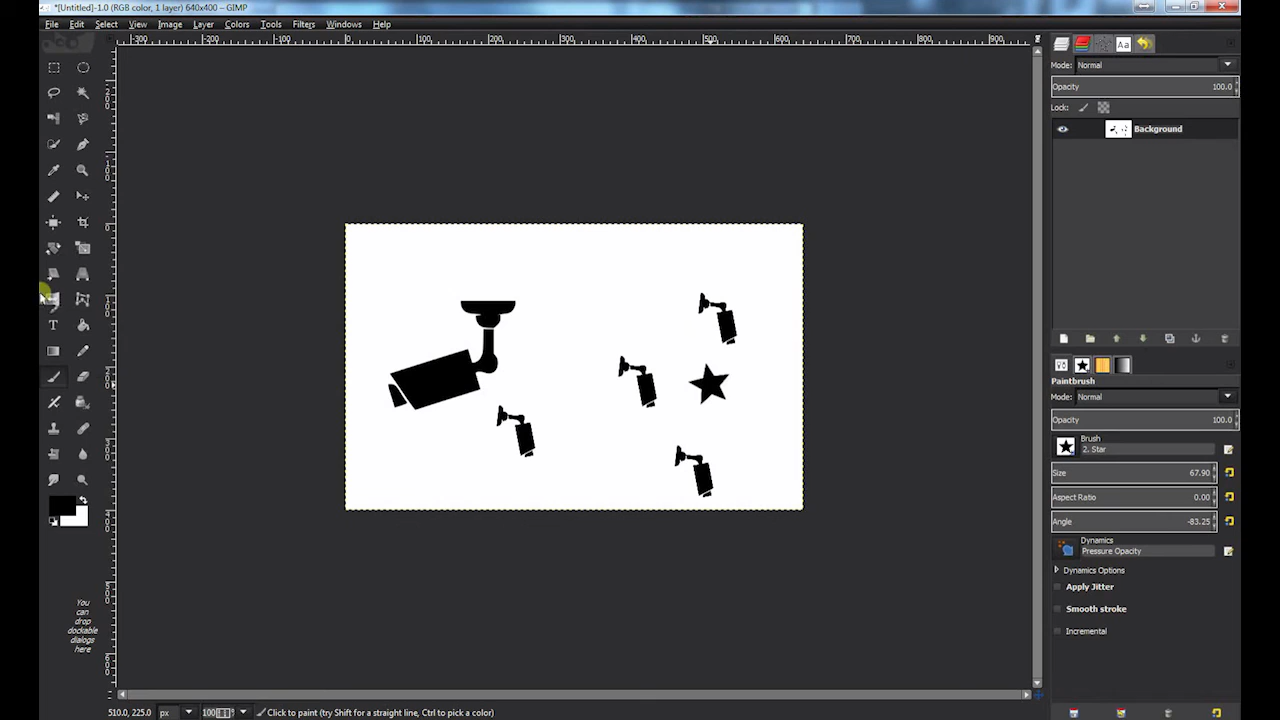 *[Untitled]-1.0 (RGB color, 1 layer) 640x400 – GIMP
File Edit Select View Image Layer Colors Tools Filters Windows Help
-300 -200 -100 0 100 200 300 400 500 600 700 800 900
Mode: Normal
Opacity 100.0
Lock:
Background
Aa
T
Paintbrush
Mode: Normal
Opacity 100.0
Brush
2. Star
Size 67.90
Aspect Ratio 0.00
Angle -83.25
Dynamics
Pressure Opacity
Dynamics Options
Apply Jitter
Smooth stroke
Incremental
You
can
drop
dockable
dialogs
here
510.0, 225.0 px 100 Click to paint (try Shift for a straight line, Ctrl to pick a color)